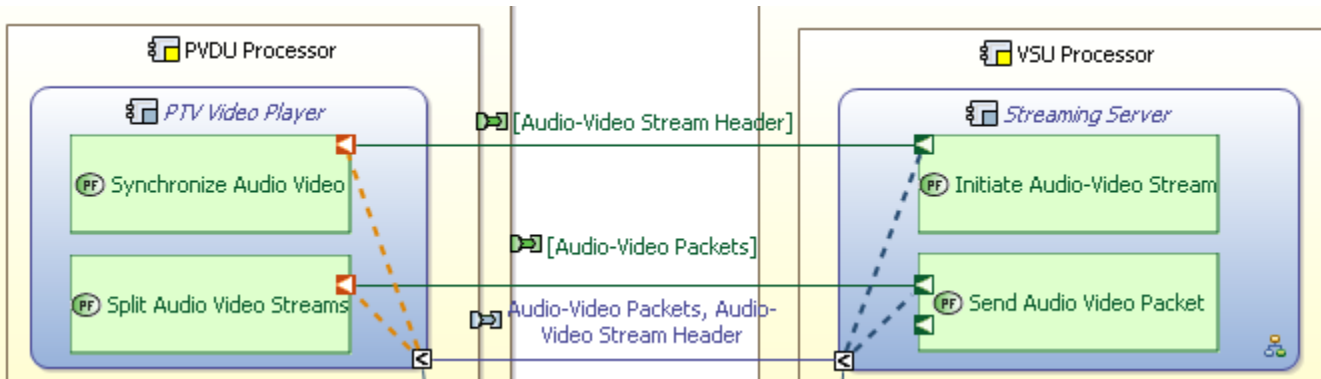 PVDU Processor
VSU Processor
PTV Video Player
[Audio-Video Stream Header]
Streaming Server
PF Synchronize Audio Video
PF Initiate Audio-Video Stream
[Audio-Video Packets]
PF Split Audio Video Streams
Audio-Video Packets, Audio-
Video Stream Header
PF Send Audio Video Packet